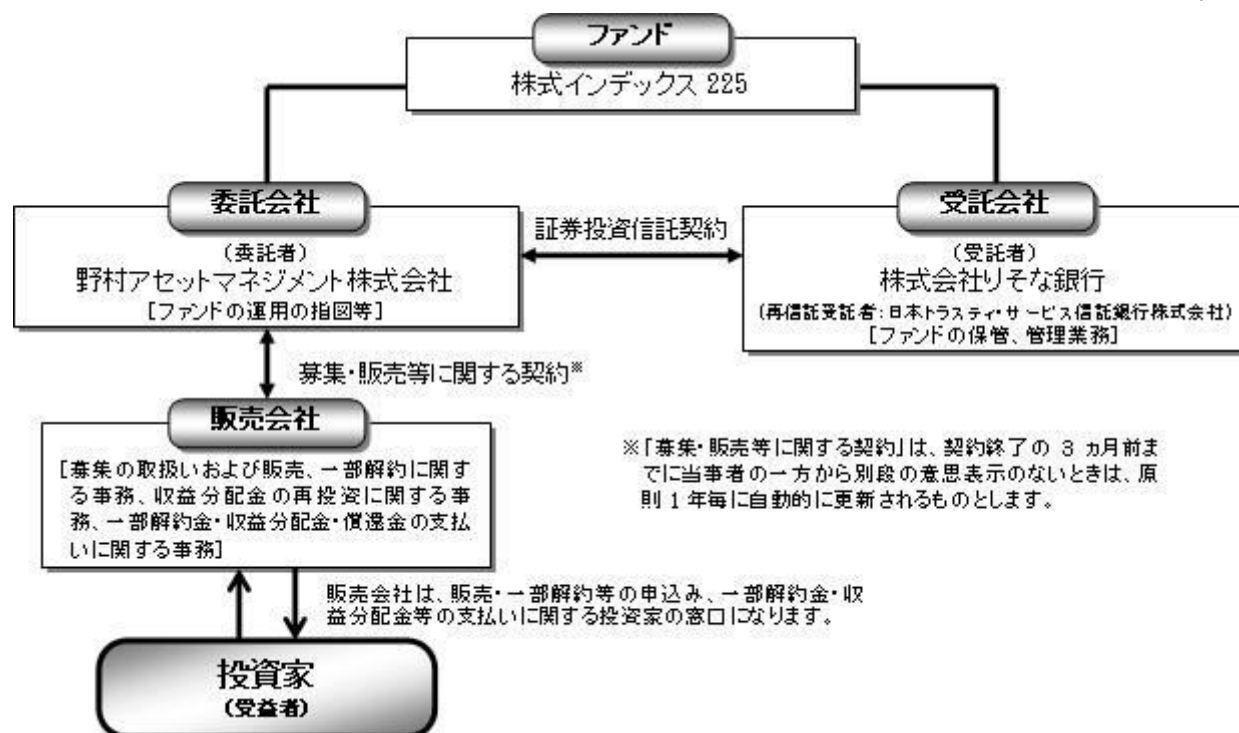 ファンド
株式インデックス 225
委託会社
(委託者)
野村アセットマネジメント株式会社
[ファンドの運用の指図等]
証券投資信託契約
受託会社
(受託者)
株式会社りそな銀行
(再信託受託者:日本トラスティ・サービス信託銀行株式会社)
[ファンドの保管、管理業務]
募集・販売等に関する契約※
販売会社
[募集の取扱いおよび販売、一部解約に関す
る事務、収益分配金の再投資に関する事
務、一部解約金・収益分配金・償還金の支払
いに関する事務]
※「募集・販売等に関する契約」は、契約終了の 3 ヵ月前ま
でに当事者の一方から別段の意思表示のないときは、原
則 1 年毎に自動的に更新されるものとします。
販売会社は、販売・一部解約等の申込み、一部解約金・収
益分配金等の支払いに関する投資家の窓口になります。
投資家
(受益者)